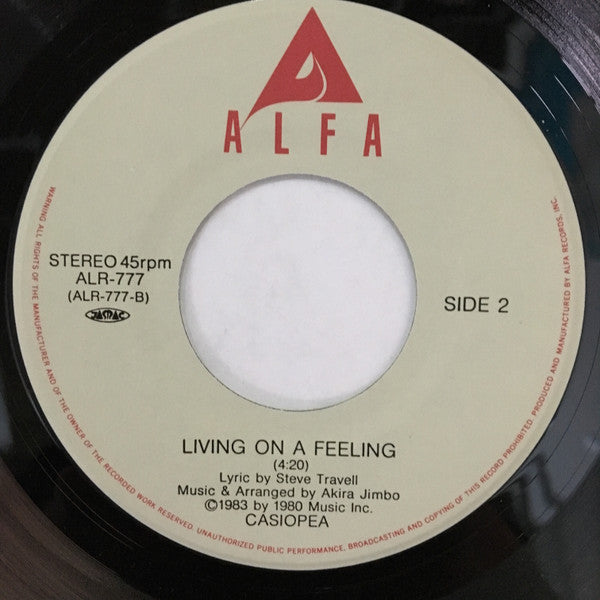 ALFA
STEREO 45rpm
ALR-777
(ALR-777-B)
JASRAC
SIDE 2
LIVING ON A FEELING
(4:20)
Lyric by Steve Travell
Music & Arranged by Akira Jimbo
©1983 by 1980 Music Inc.
CASIOPEA
WARNING ALL RIGHTS OF THE MANUFACTURER AND OF THE OWNER OF THE RECORDED WORK RESERVED. UNAUTHORIZED PUBLIC PERFORMANCE, BROADCASTING AND COPYING OF THIS RECORD PROHIBITED. PRODUCED AND MANUFACTURED BY ALFA RECORDS, INC.